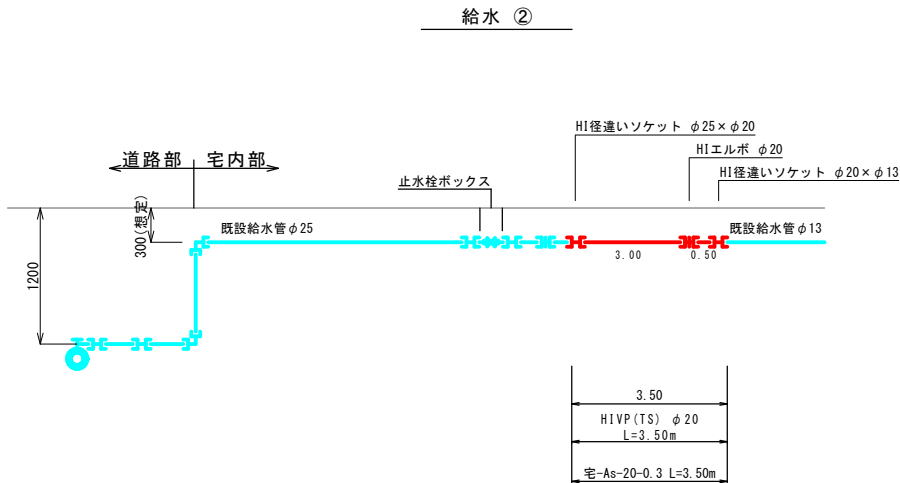 給水 ②
HI径違いソケット φ25×φ20
HIエルボ φ20
HI径違いソケット φ20×φ13
道路部 宅内部
止水栓ボックス
300(想定)
既設給水管φ25
既設給水管φ13
3.00 0.50
1200
3.50
HIVP(TS) φ20
L=3.50m
宅-As-20-0.3 L=3.50m